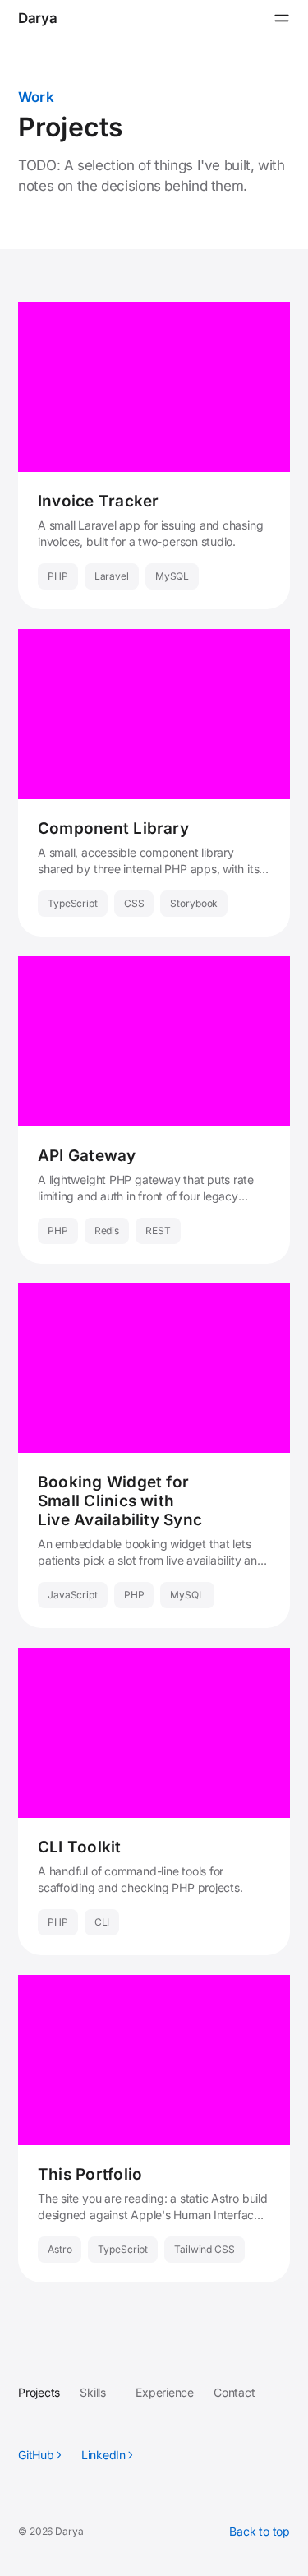 Darya
Work
Projects
TODO: A selection of things I've built, with
notes on the decisions behind them.
Invoice Tracker
A small Laravel app for issuing and chasing
invoices, built for a two-person studio.
PHP Laravel MySQL
Component Library
A small, accessible component library
shared by three internal PHP apps, with its…
TypeScript CSS Storybook
API Gateway
A lightweight PHP gateway that puts rate
limiting and auth in front of four legacy…
PHP Redis REST
Booking Widget for
Small Clinics with
Live Availability Sync
An embeddable booking widget that lets
patients pick a slot from live availability an…
JavaScript PHP MySQL
CLI Toolkit
A handful of command-line tools for
scaffolding and checking PHP projects.
PHP CLI
This Portfolio
The site you are reading: a static Astro build
designed against Apple's Human Interfac…
Astro TypeScript Tailwind CSS
Projects Skills Experience Contact
GitHub LinkedIn
© 2026 Darya Back to top